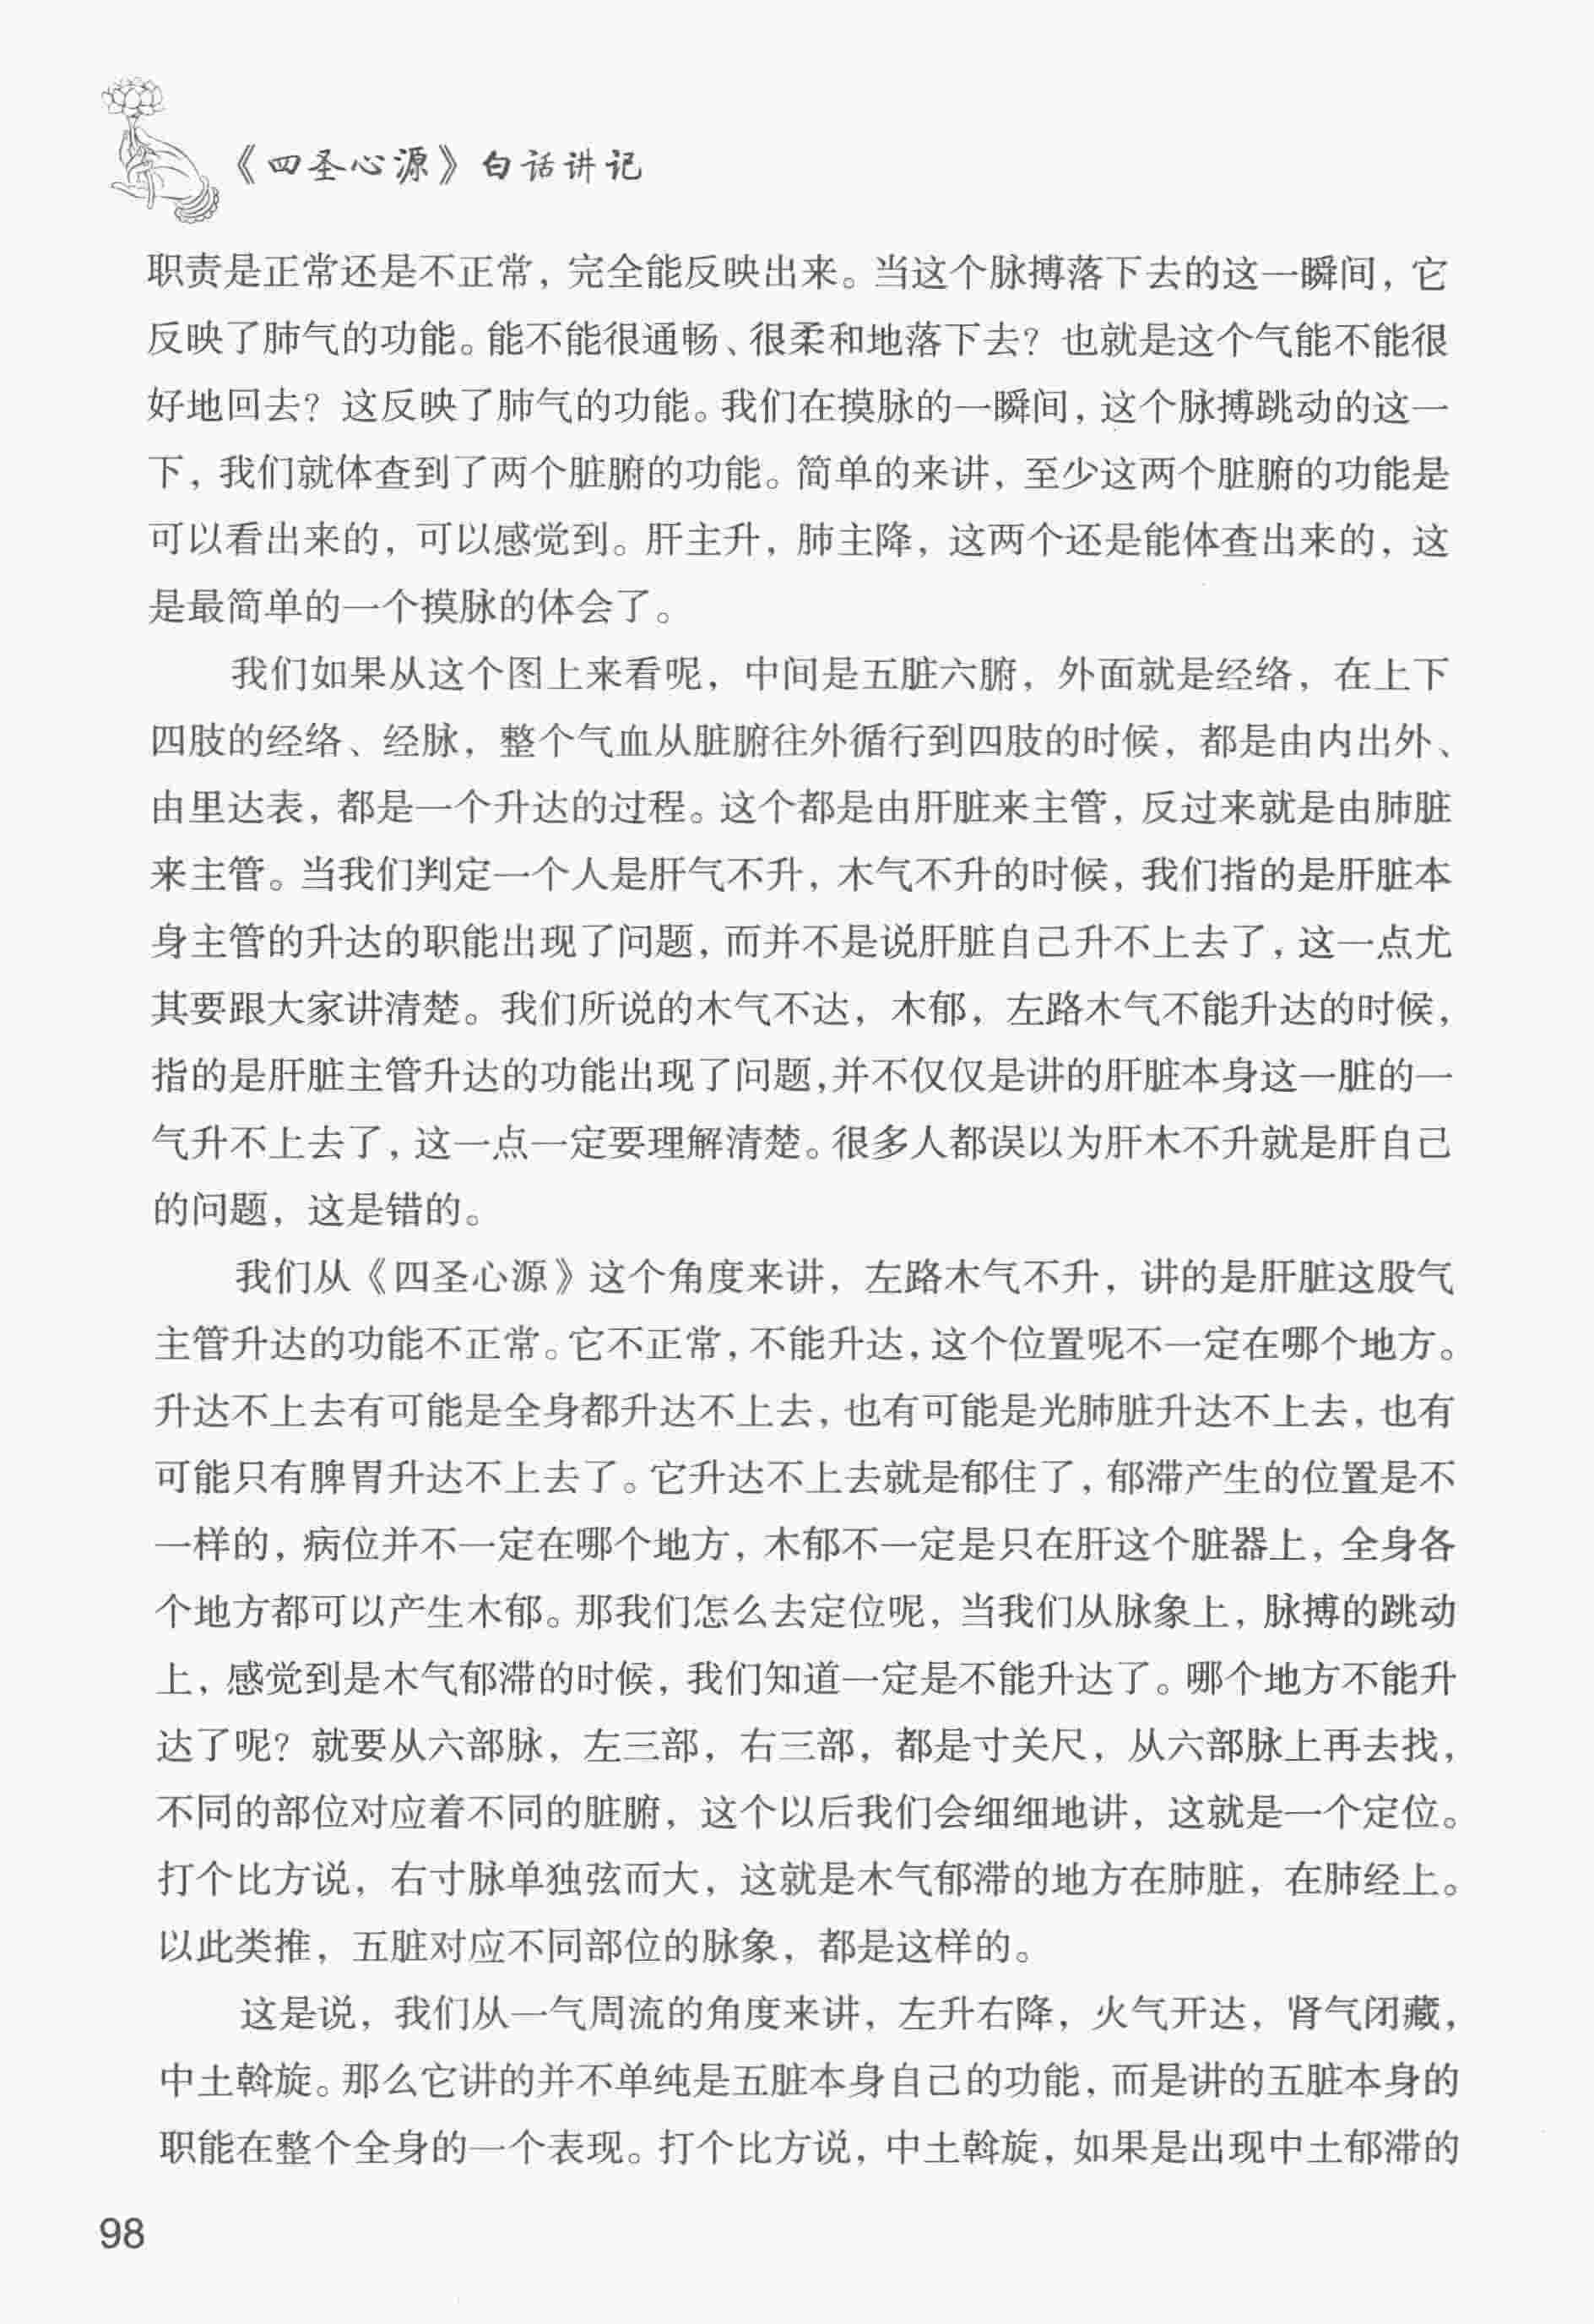 《四圣心源》白话讲记
职责是正常还是不正常，完全能反映出来。当这个脉搏落下去的这一瞬间，它
反映了肺气的功能。能不能很通畅、很柔和地落下去？也就是这个气能不能很
好地回去？这反映了肺气的功能。我们在摸脉的一瞬间，这个脉搏跳动的这一
下，我们就体查到了两个脏腑的功能。简单的来讲，至少这两个脏腑的功能是
可以看出来的，可以感觉到。肝主升，肺主降，这两个还是能体查出来的，这
是最简单的一个摸脉的体会了。
我们如果从这个图上来看呢，中间是五脏六腑，外面就是经络，在上下
四肢的经络、经脉，整个气血从脏腑往外循行到四肢的时候，都是由内出外、
由里达表，都是一个升达的过程。这个都是由肝脏来主管，反过来就是由肺脏
来主管。当我们判定一个人是肝气不升，木气不升的时候，我们指的是肝脏本
身主管的升达的职能出现了问题，而并不是说肝脏自己升不上去了，这一点尤
其要跟大家讲清楚。我们所说的木气不达，木郁，左路木气不能升达的时候，
指的是肝脏主管升达的功能出现了问题，并不仅仅是讲的肝脏本身这一脏的一
气升不上去了，这一点一定要理解清楚。很多人都误以为肝木不升就是肝自己
的问题，这是错的。
我们从《四圣心源》这个角度来讲，左路木气不升，讲的是肝脏这股气
主管升达的功能不正常。它不正常，不能升达，这个位置呢不一定在哪个地方。
升达不上去有可能是全身都升达不上去，也有可能是光肺脏升达不上去，也有
可能只有脾胃升达不上去了。它升达不上去就是郁住了，郁滞产生的位置是不
一样的，病位并不一定在哪个地方，木郁不一定是只在肝这个脏器上，全身各
个地方都可以产生木郁。那我们怎么去定位呢，当我们从脉象上，脉搏的跳动
上，感觉到是木气郁滞的时候，我们知道一定是不能升达了。哪个地方不能升
达了呢？就要从六部脉，左三部，右三部，都是寸关尺，从六部脉上再去找，
不同的部位对应着不同的脏腑，这个以后我们会细细地讲，这就是一个定位。
打个比方说，右寸脉单独弦而大，这就是木气郁滞的地方在肺脏，在肺经上。
以此类推，五脏对应不同部位的脉象，都是这样的。
这是说，我们从一气周流的角度来讲，左升右降，火气开达，肾气闭藏，
中土斡旋。那么它讲的并不单纯是五脏本身自己的功能，而是讲的五脏本身的
职能在整个全身的一个表现。打个比方说，中土斡旋，如果是出现中土郁滞的
98